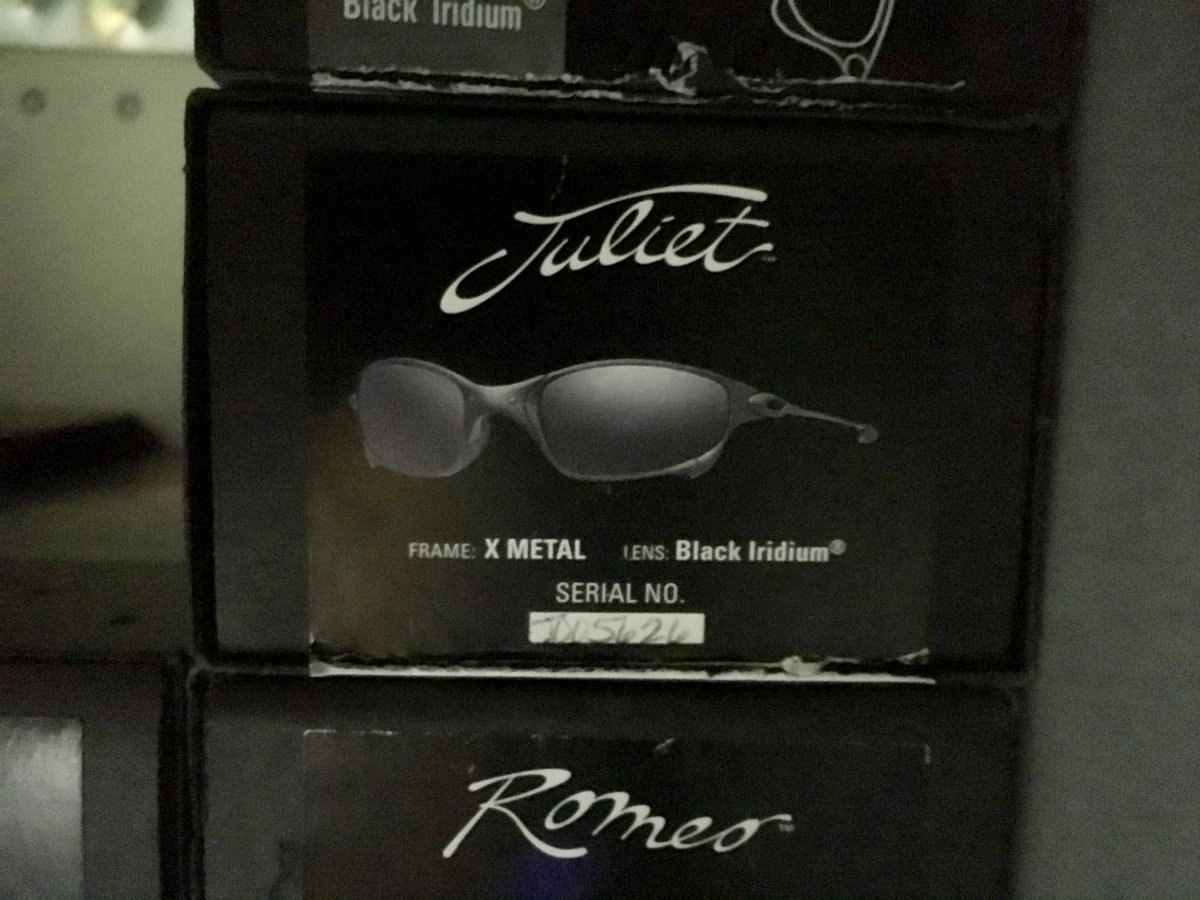 Black Iridium®
Juliet™
FRAME: X METAL LENS: Black Iridium®
SERIAL NO.
Romeo™